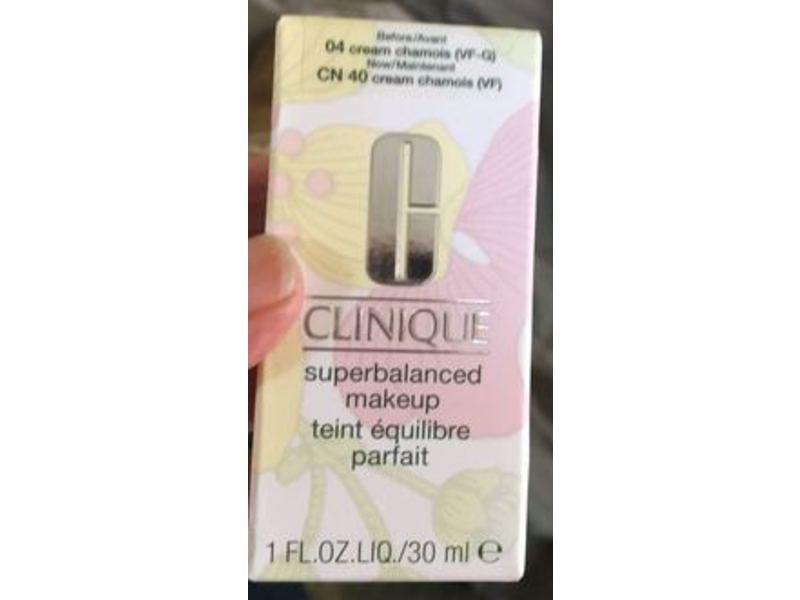 Before/Avant
04 cream chamois (VF-G)
Now/Maintenant
CN 40 cream chamois (VF)
CLINIQUE
superbalanced
makeup
teint équilibre
parfait
1 FL.OZ.LIQ./30 ml ℮